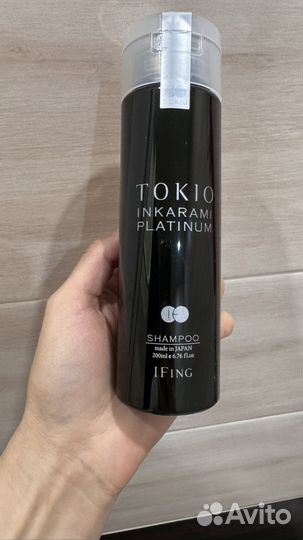 TOKIO
INKARAMI
PLATINUM
SHAMPOO
made in JAPAN
200ml e 6.76 fl.oz
IFING
Avito